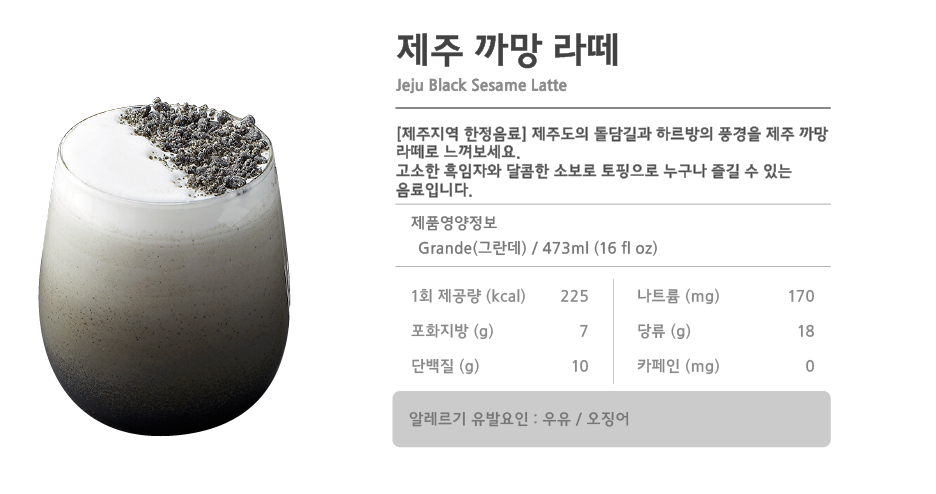 제주 까망 라떼
Jeju Black Sesame Latte
[제주지역 한정음료] 제주도의 돌담길과 하르방의 풍경을 제주 까망
라떼로 느껴보세요.
고소한 흑임자와 달콤한 소보로 토핑으로 누구나 즐길 수 있는
음료입니다.
제품영양정보
Grande(그란데) / 473ml (16 fl oz)
1회 제공량 (kcal) 225 나트륨 (mg) 170
포화지방 (g) 7 당류 (g) 18
단백질 (g) 10 카페인 (mg) 0
알레르기 유발요인 : 우유 / 오징어